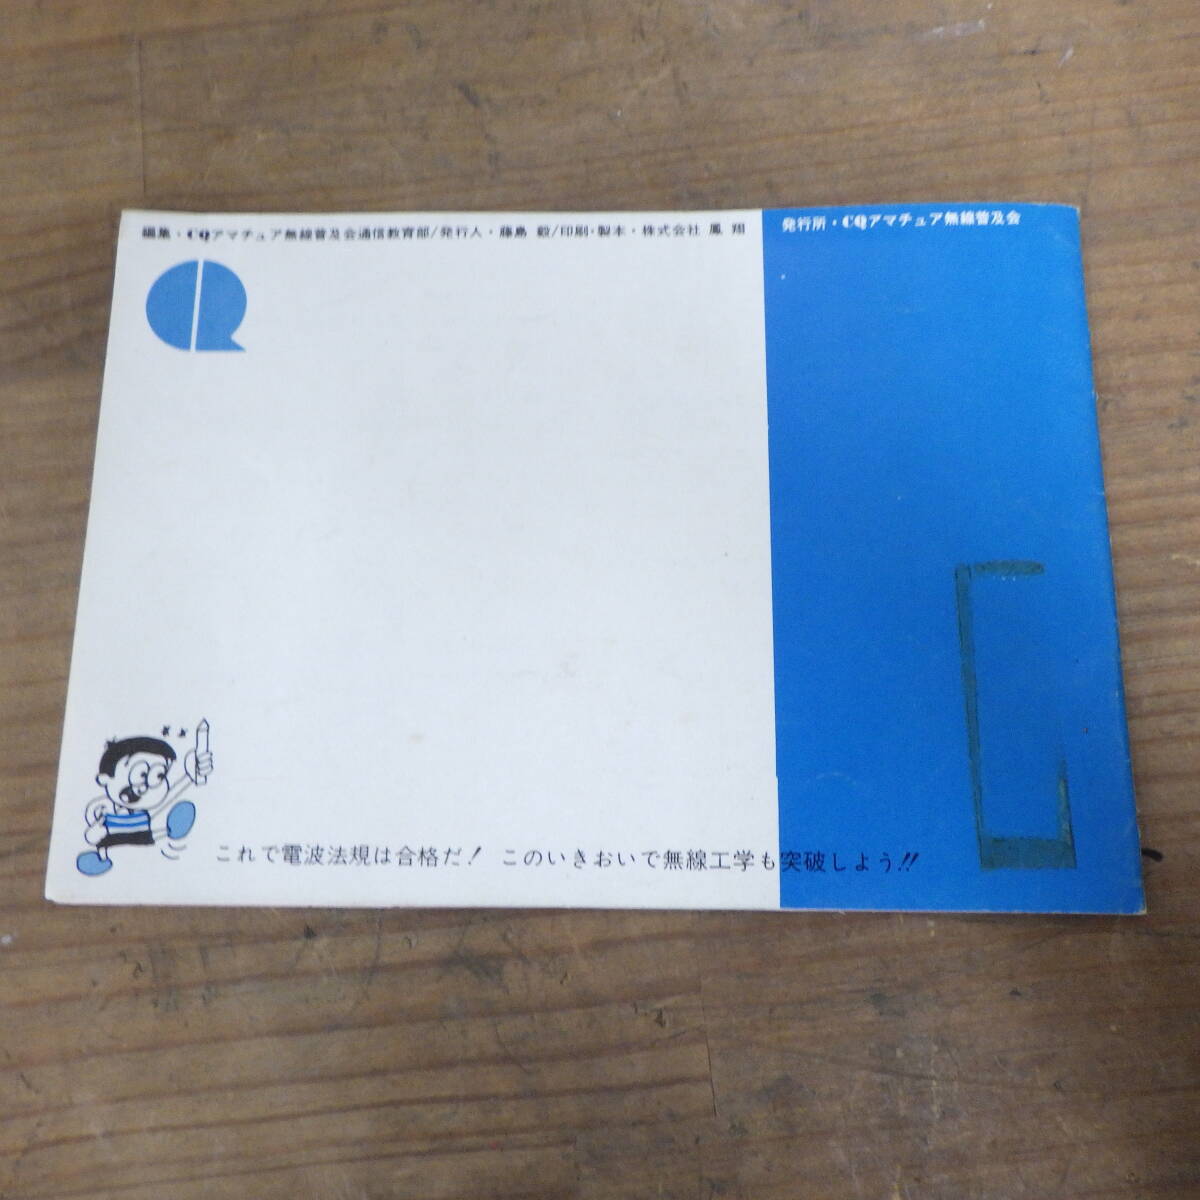 編集・CQアマチュア無線普及会通信教育部/発行人・藤島 毅/印刷・製本・株式会社 鳳 翔
発行所・CQアマチュア無線普及会
これで電波法規は合格だ！ このいきおいで無線工学も突破しよう!!